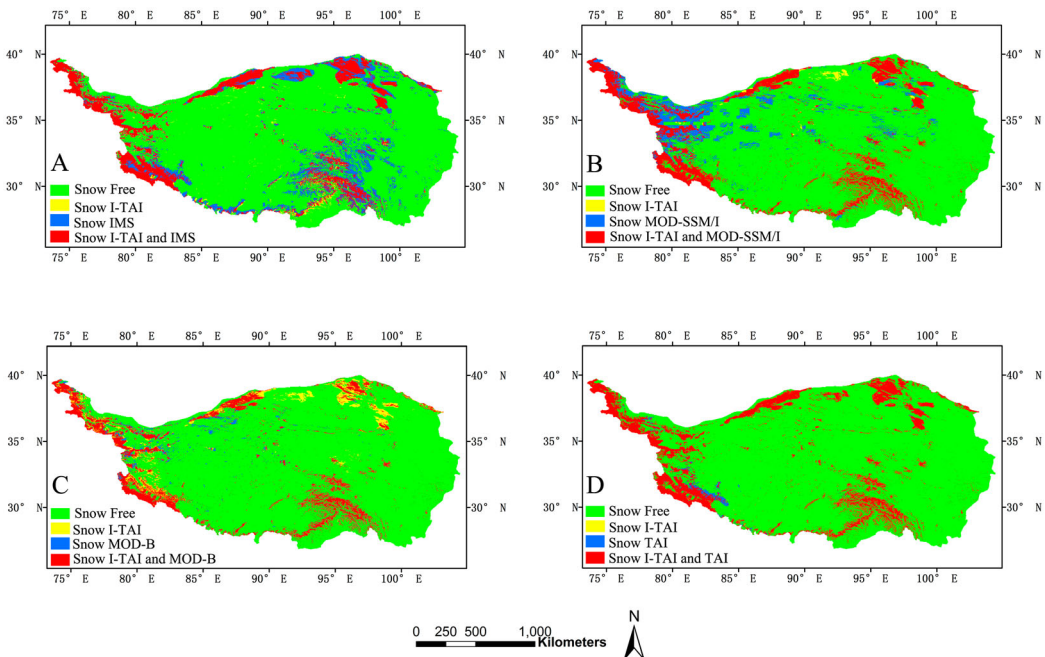 75° E 80° E 85° E 90° E 95° E 100° E
75° E 80° E 85° E 90° E 95° E 100° E
40° N 40° N
40° N 40° N
35° N 35° N
35° N 35° N
30° N 30° N
30° N 30° N
A
Snow Free
Snow I-TAI
Snow IMS
Snow I-TAI and IMS
75° E 80° E 85° E 90° E 95° E 100° E
B
Snow Free
Snow I-TAI
Snow MOD-SSM/I
Snow I-TAI and MOD-SSM/I
75° E 80° E 85° E 90° E 95° E 100° E
75° E 80° E 85° E 90° E 95° E 100° E
75° E 80° E 85° E 90° E 95° E 100° E
40° N 40° N
40° N 40° N
35° N 35° N
35° N 35° N
30° N 30° N
30° N 30° N
C
Snow Free
Snow I-TAI
Snow MOD-B
Snow I-TAI and MOD-B
75° E 80° E 85° E 90° E 95° E 100° E
D
Snow Free
Snow I-TAI
Snow TAI
Snow I-TAI and TAI
75° E 80° E 85° E 90° E 95° E 100° E
0 250 500 1,000
Kilometers
N